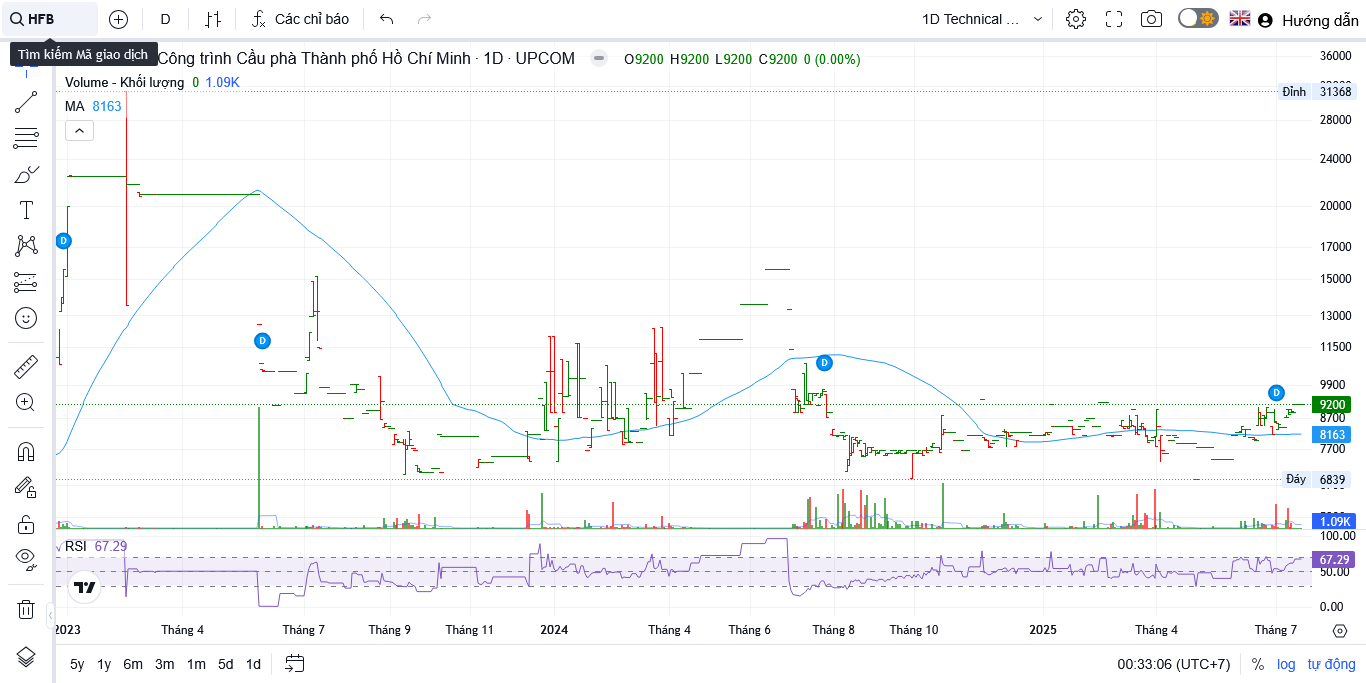 HFB
D
Các chỉ báo
1D Technical ...
Hướng dẫn
Tìm kiếm Mã giao dịch
Công trình Cầu phà Thành phố Hồ Chí Minh · 1D · UPCOM
O9200 H9200 L9200 C9200 0 (0.00%)
Volume - Khối lượng 0 1.09K
MA 8163
36000
Đỉnh 31368
28000
24000
20000
17000
15000
13000
11500
9900
9200
8700
8163
7700
Đáy 6839
1.09K
100.00
RSI 67.29
67.29
50.00
0.00
D
D
D
D
2023
Tháng 4
Tháng 7
Tháng 9
Tháng 11
2024
Tháng 4
Tháng 6
Tháng 8
Tháng 10
2025
Tháng 4
Tháng 7
5y 1y 6m 3m 1m 5d 1d
00:33:06 (UTC+7)
% log tự động